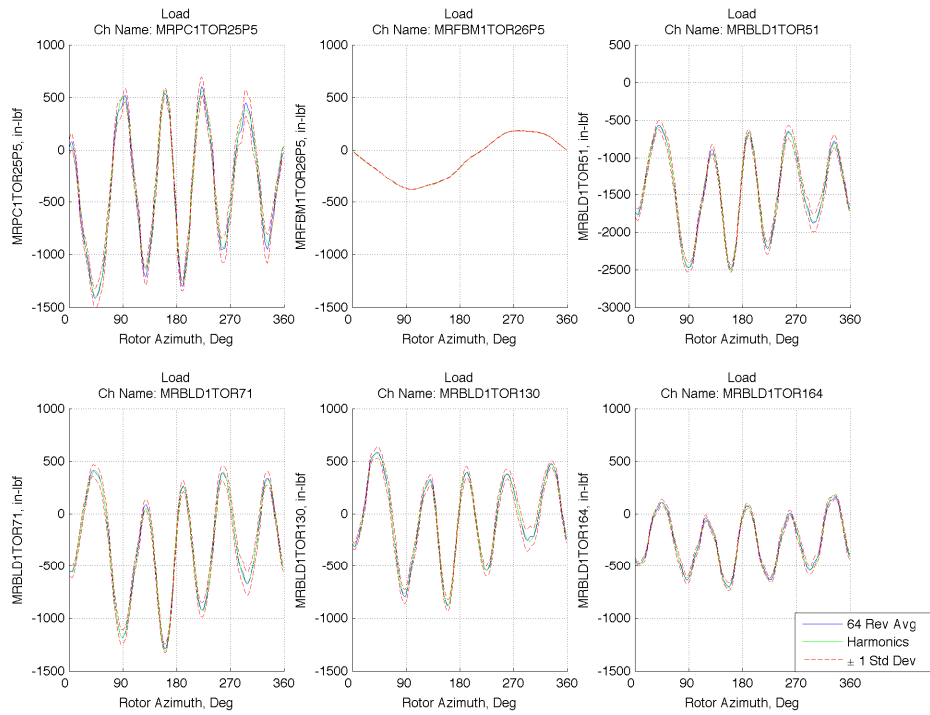 Load
Ch Name: MRPC1TOR25P5
1000
500
0
-500
-1000
-1500
MRPC1TOR25P5, in-lbf
0 90 180 270 360
Rotor Azimuth, Deg
Load
Ch Name: MRFBM1TOR26P5
1000
500
0
-500
-1000
-1500
MRFBM1TOR26P5, in-lbf
0 90 180 270 360
Rotor Azimuth, Deg
Load
Ch Name: MRBLD1TOR51
500
0
-500
-1000
-1500
-2000
-2500
-3000
MRBLD1TOR51, in-lbf
0 90 180 270 360
Rotor Azimuth, Deg
Load
Ch Name: MRBLD1TOR71
1000
500
0
-500
-1000
-1500
MRBLD1TOR71, in-lbf
0 90 180 270 360
Rotor Azimuth, Deg
Load
Ch Name: MRBLD1TOR130
1000
500
0
-500
-1000
-1500
MRBLD1TOR130, in-lbf
0 90 180 270 360
Rotor Azimuth, Deg
Load
Ch Name: MRBLD1TOR164
1000
500
0
-500
-1000
-1500
MRBLD1TOR164, in-lbf
0 90 180 270 360
Rotor Azimuth, Deg
64 Rev Avg
Harmonics
± 1 Std Dev